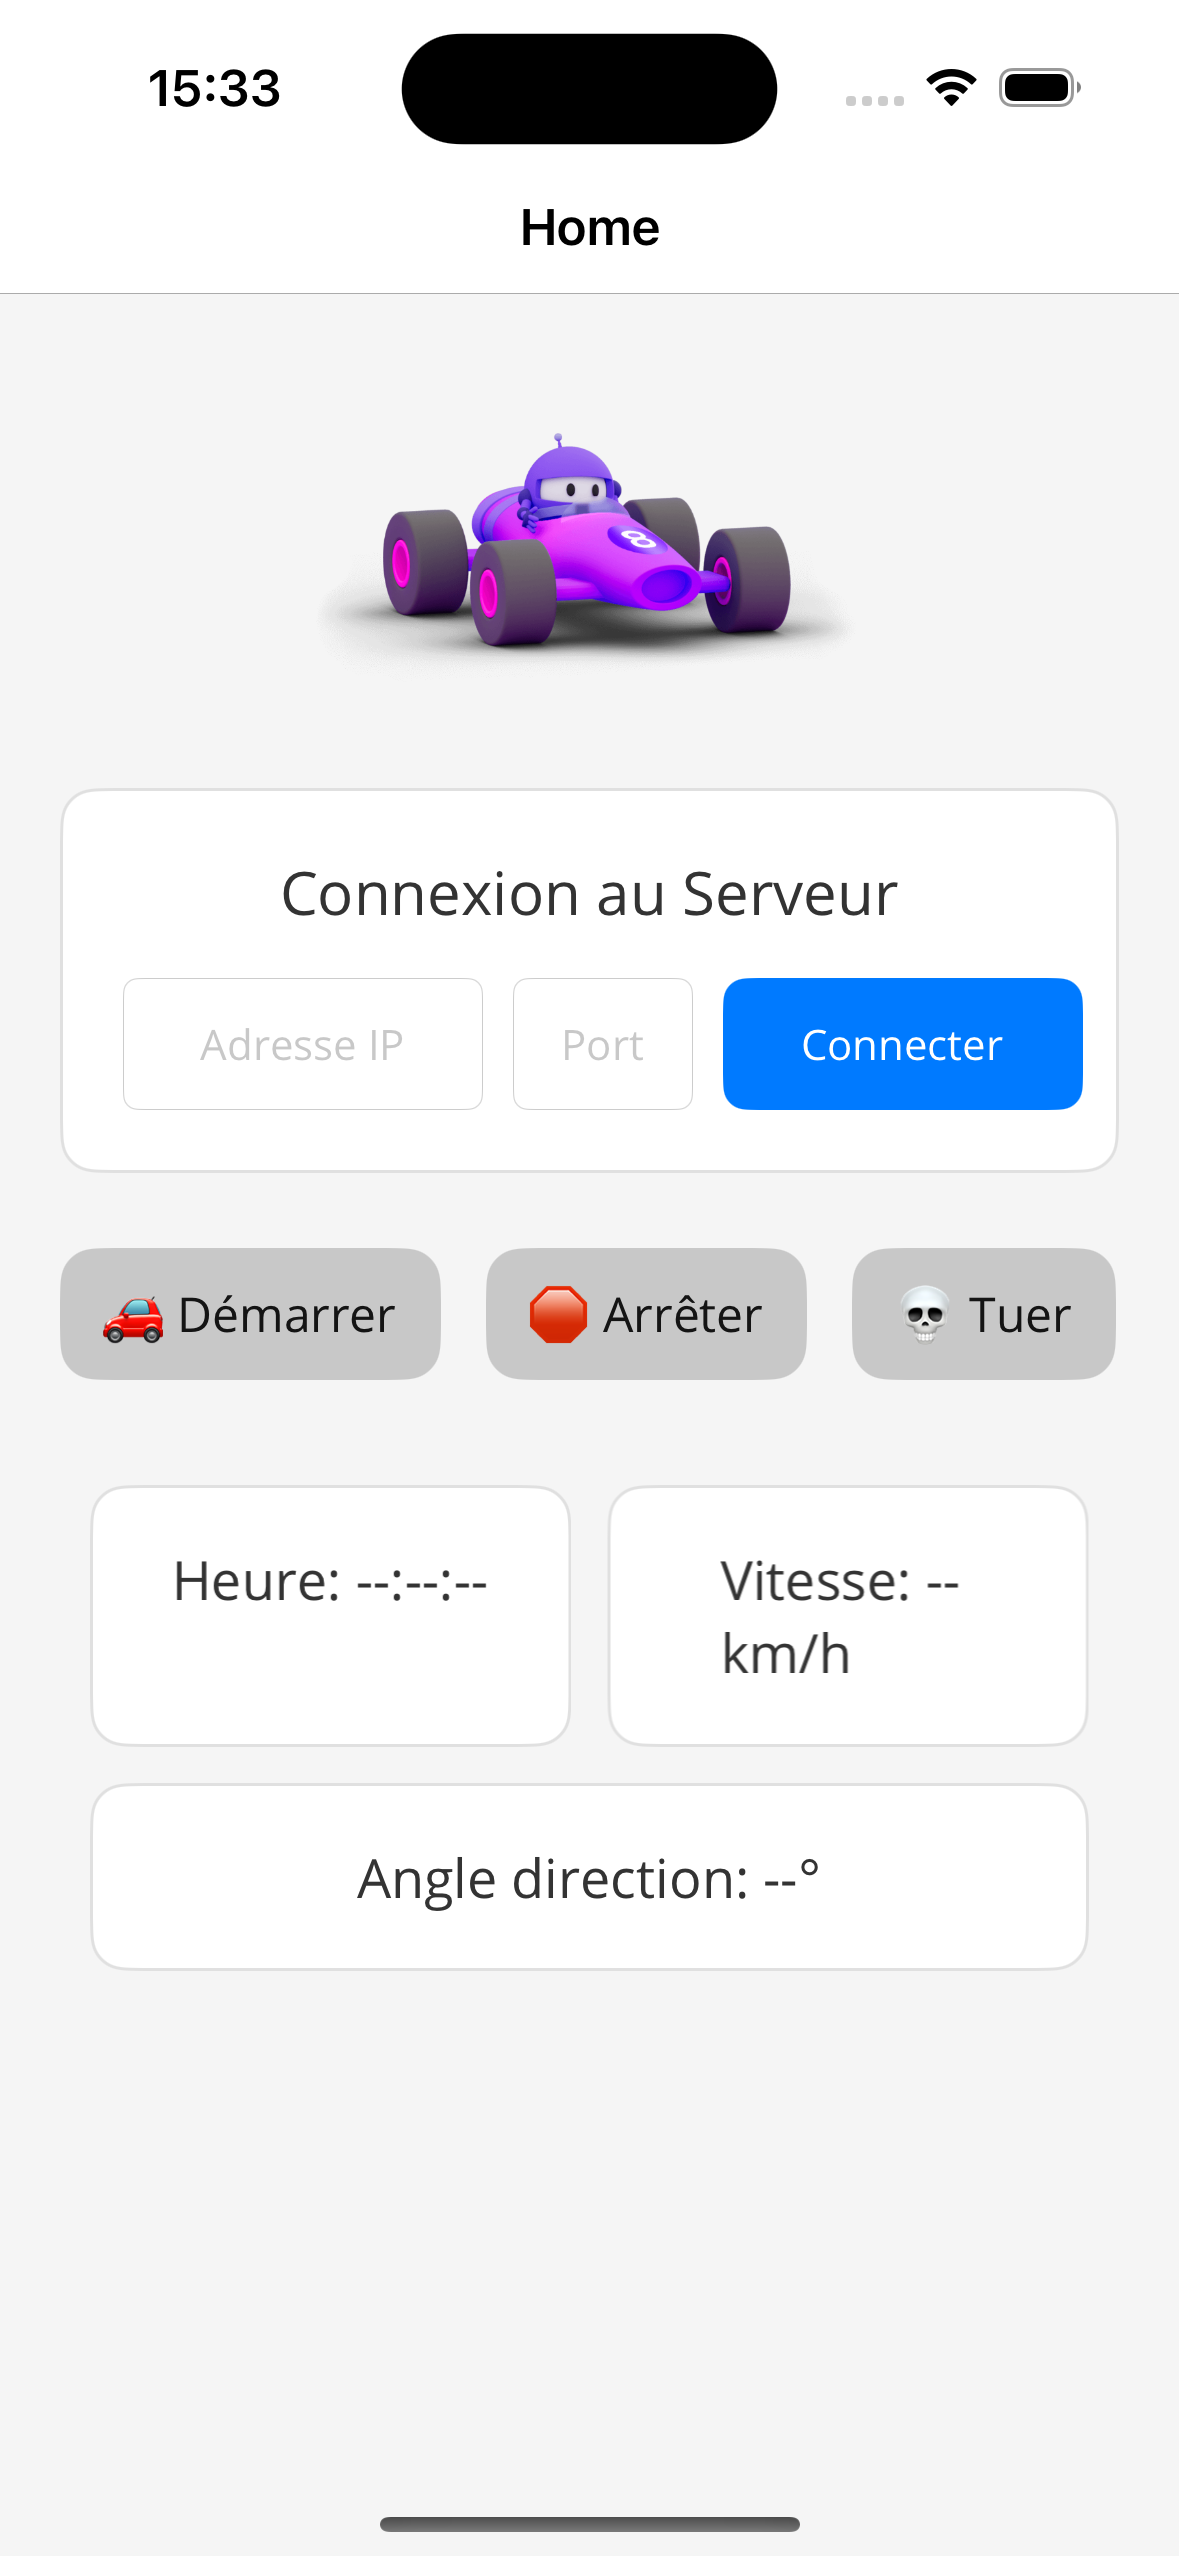 15:33
Home
8
Connexion au Serveur
Adresse IP
Port
Connecter
🚗 Démarrer
🛑 Arrêter
💀 Tuer
Heure: --:--:--
Vitesse: --
km/h
Angle direction: --°